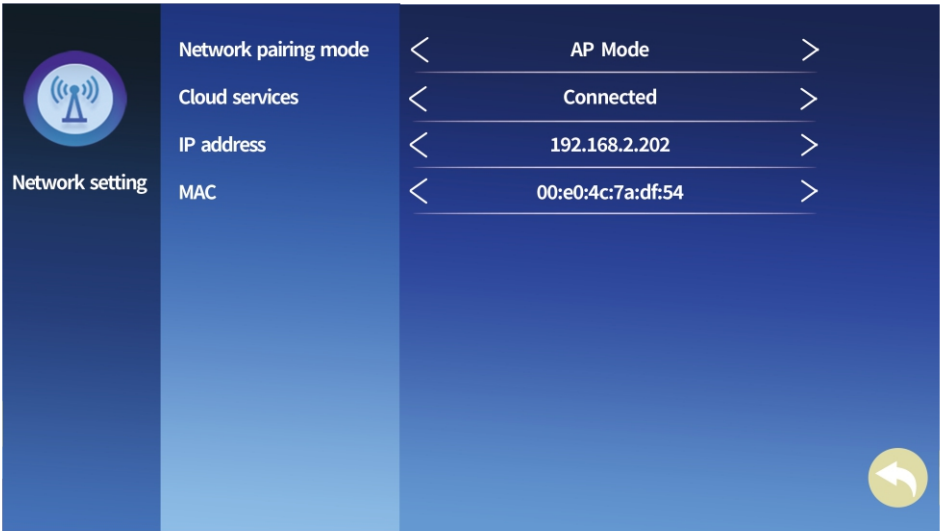 Network setting
Network pairing mode < AP Mode >
Cloud services < Connected >
IP address < 192.168.2.202 >
MAC < 00:e0:4c:7a:df:54 >